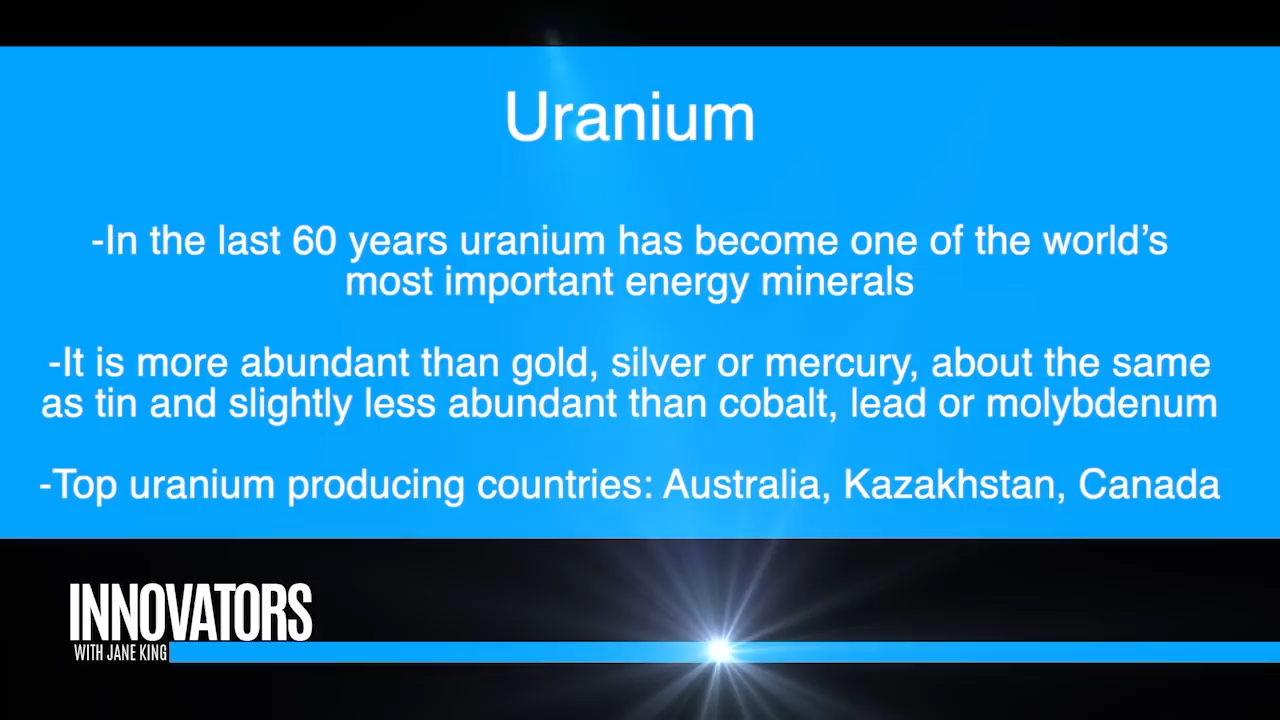 Uranium
-In the last 60 years uranium has become one of the world’s
most important energy minerals
-It is more abundant than gold, silver or mercury, about the same
as tin and slightly less abundant than cobalt, lead or molybdenum
-Top uranium producing countries: Australia, Kazakhstan, Canada
INNOVATORS
WITH JANE KING